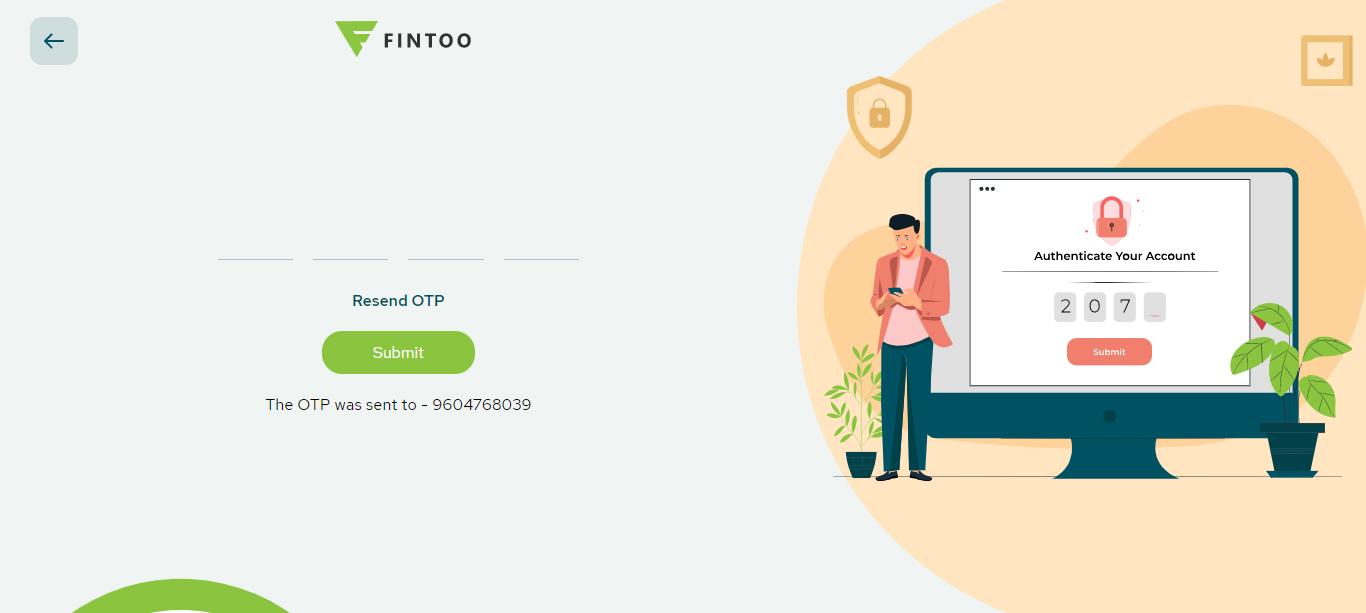 FINTOO
Resend OTP
Submit
The OTP was sent to - 9604768039
Authenticate Your Account
2 0 7 _
Submit